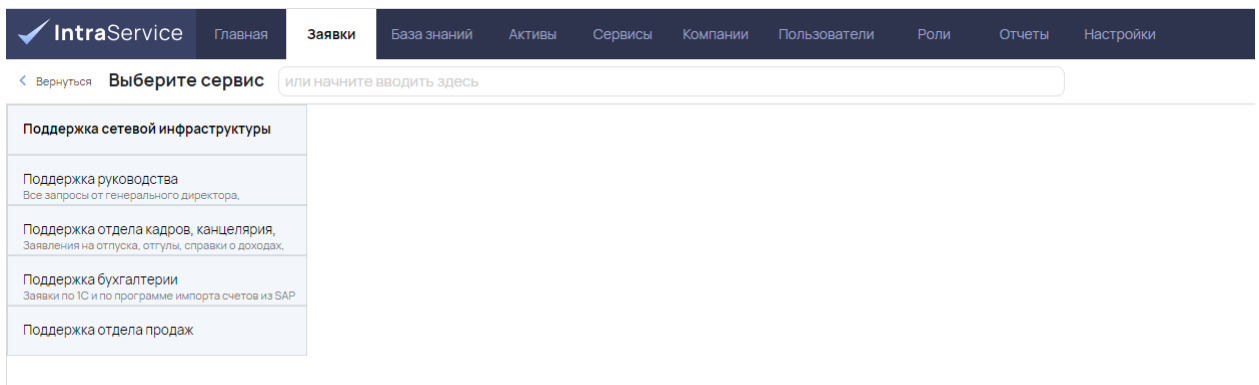 IntraService Главная Заявки База знаний Активы Сервисы Компании Пользователи Роли Отчеты Настройки
Вернуться Выберите сервис или начните вводить здесь
Поддержка сетевой инфраструктуры
Поддержка руководства
Все запросы от генерального директора,
Поддержка отдела кадров, канцелярия,
Заявления на отпуска, отгулы, справки о доходах,
Поддержка бухгалтерии
Заявки по 1С и по программе импорта счетов из SAP
Поддержка отдела продаж